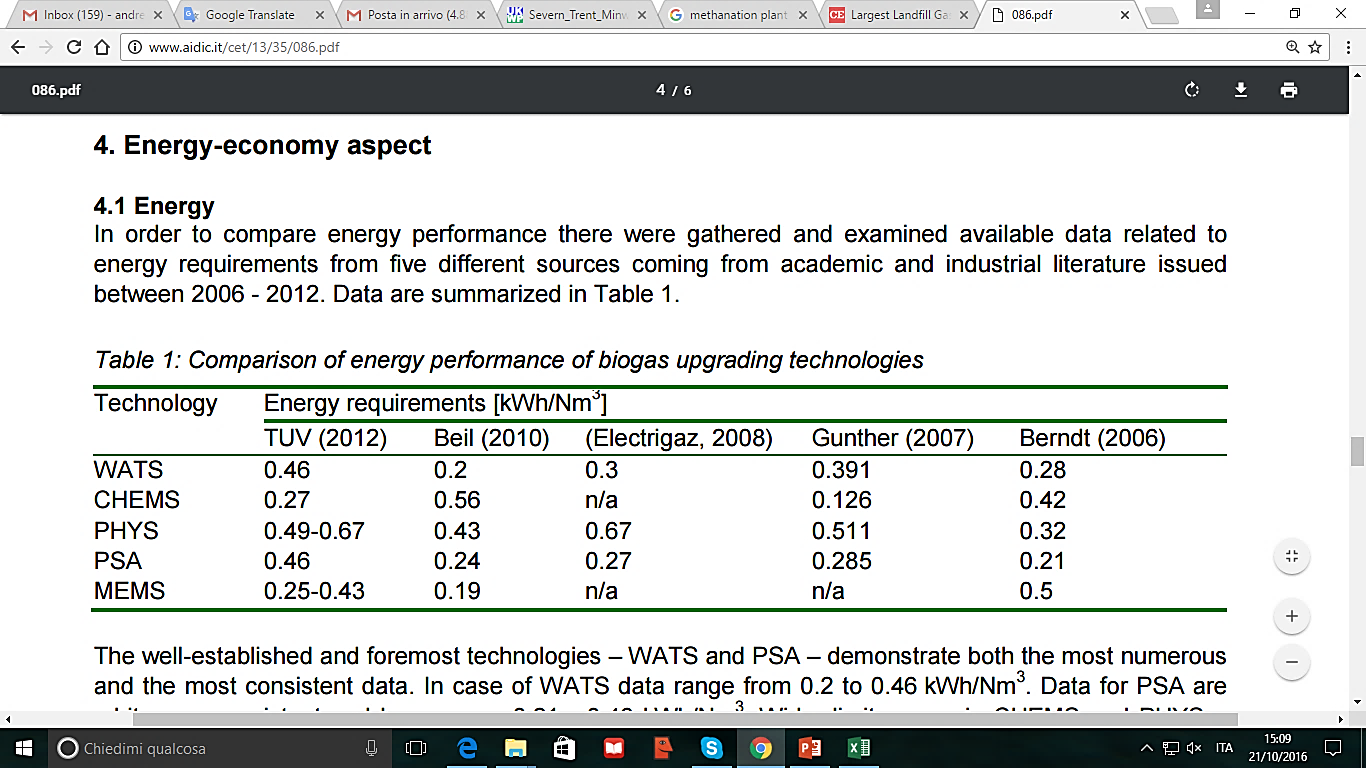 Inbox (159) - andre
Google Translate
Posta in arrivo (4.8
Severn_Trent_Minw
methanation plant
Largest Landfill Ga
086.pdf
www.aidic.it/cet/13/35/086.pdf
086.pdf 4 / 6
4. Energy-economy aspect
4.1 Energy
In order to compare energy performance there were gathered and examined available data related to
energy requirements from five different sources coming from academic and industrial literature issued
between 2006 - 2012. Data are summarized in Table 1.
Table 1: Comparison of energy performance of biogas upgrading technologies
Technology Energy requirements [kWh/Nm³]
TUV (2012) Beil (2010) (Electrigaz, 2008) Gunther (2007) Berndt (2006)
WATS 0.46 0.2 0.3 0.391 0.28
CHEMS 0.27 0.56 n/a 0.126 0.42
PHYS 0.49-0.67 0.43 0.67 0.511 0.32
PSA 0.46 0.24 0.27 0.285 0.21
MEMS 0.25-0.43 0.19 n/a n/a 0.5
The well-established and foremost technologies – WATS and PSA – demonstrate both the most numerous
and the most consistent data. In case of WATS data range from 0.2 to 0.46 kWh/Nm³. Data for PSA are
Chiedimi qualcosa
ITA
15:09
21/10/2016